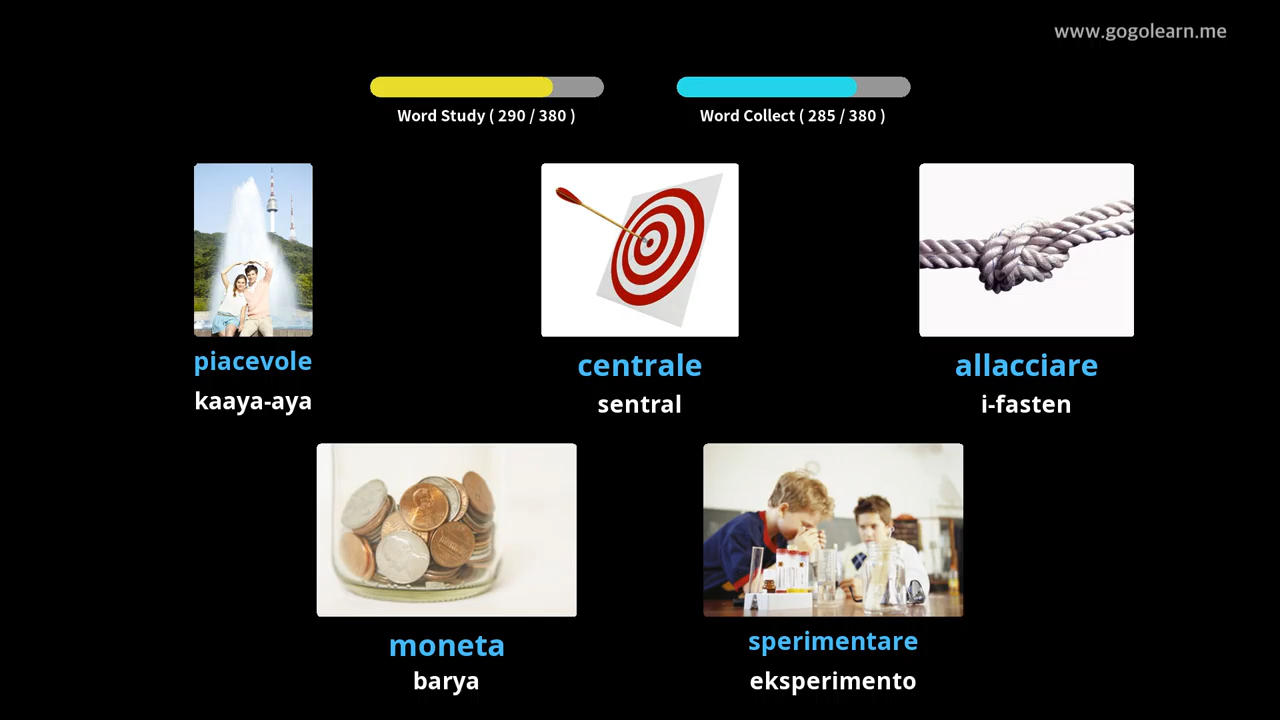 www.gogolearn.me
Word Study ( 290 / 380 )
Word Collect ( 285 / 380 )
piacevole
kaaya-aya
centrale
sentral
allacciare
i-fasten
moneta
barya
sperimentare
eksperimento